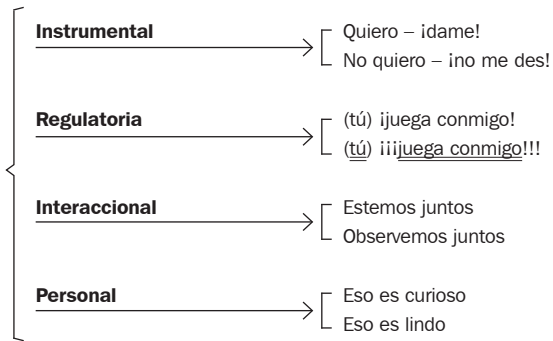 Instrumental
Quiero – ¡dame!
No quiero – ¡no me des!
Regulatoria
(tú) ¡juega conmigo!
(tú) ¡¡¡juega conmigo!!!
Interaccional
Estemos juntos
Observemos juntos
Personal
Eso es curioso
Eso es lindo